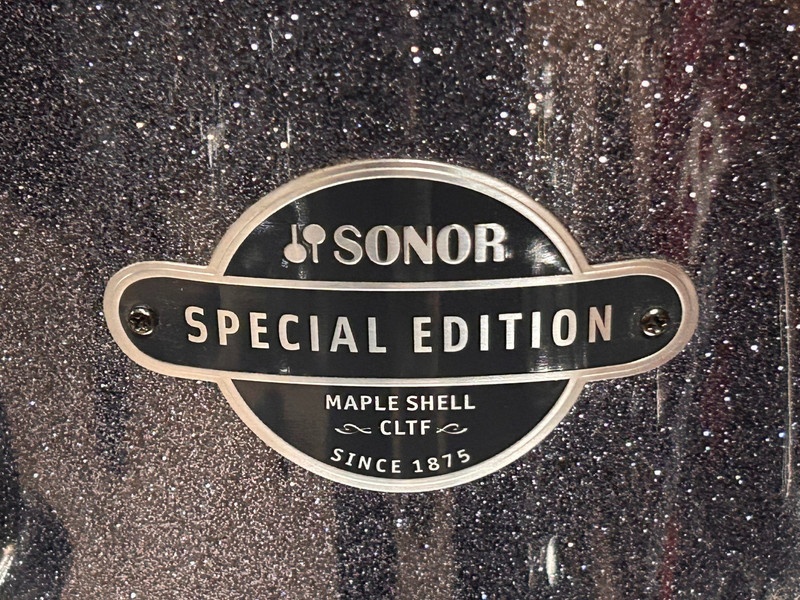 SONOR
SPECIAL EDITION
MAPLE SHELL
CLTF
SINCE 1875